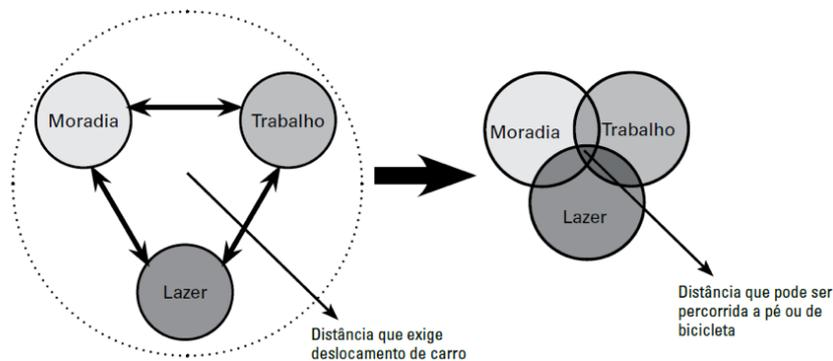 Moradia
Trabalho
Lazer
Distância que exige
deslocamento de carro
Moradia
Trabalho
Lazer
Distância que pode ser
percorrida a pé ou de
bicicleta